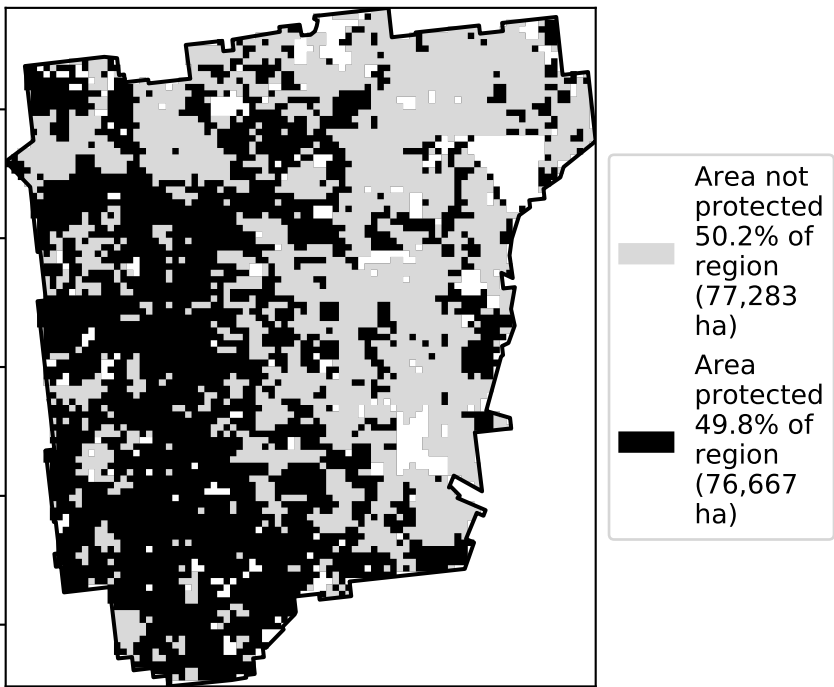 Area not
protected
50.2% of
region
(77,283
ha)
Area
protected
49.8% of
region
(76,667
ha)